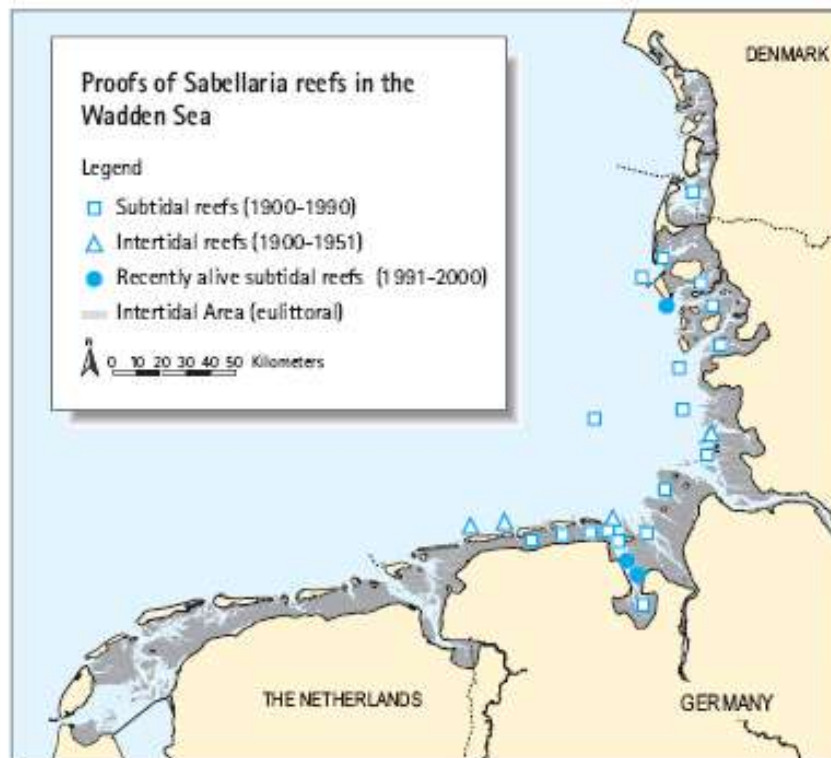 Proofs of Sabellaria reefs in the
Wadden Sea
Legend
Subtidal reefs (1900-1990)
Intertidal reefs (1900-1951)
Recently alive subtidal reefs (1991-2000)
Intertidal Area (eulittoral)
N
0 10 20 30 40 50 Kilometers
DENMARK
THE NETHERLANDS
GERMANY